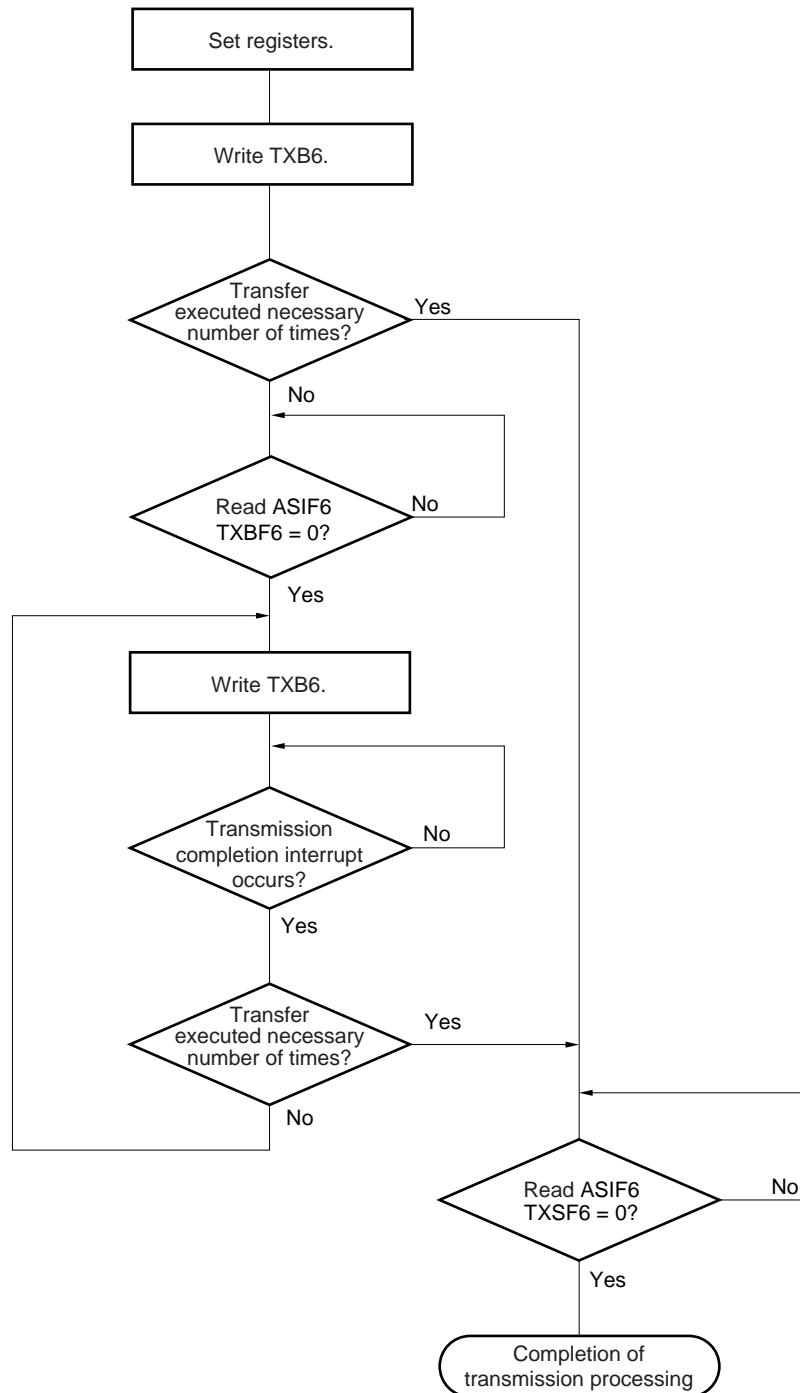 Set registers.
Write TXB6.
Transfer
executed necessary
number of times?
Yes
No
Read ASIF6
TXBF6 = 0?
No
Yes
Write TXB6.
Transmission
completion interrupt
occurs?
No
Yes
Transfer
executed necessary
number of times?
Yes
No
Read ASIF6
TXSF6 = 0?
No
Yes
Completion of
transmission processing